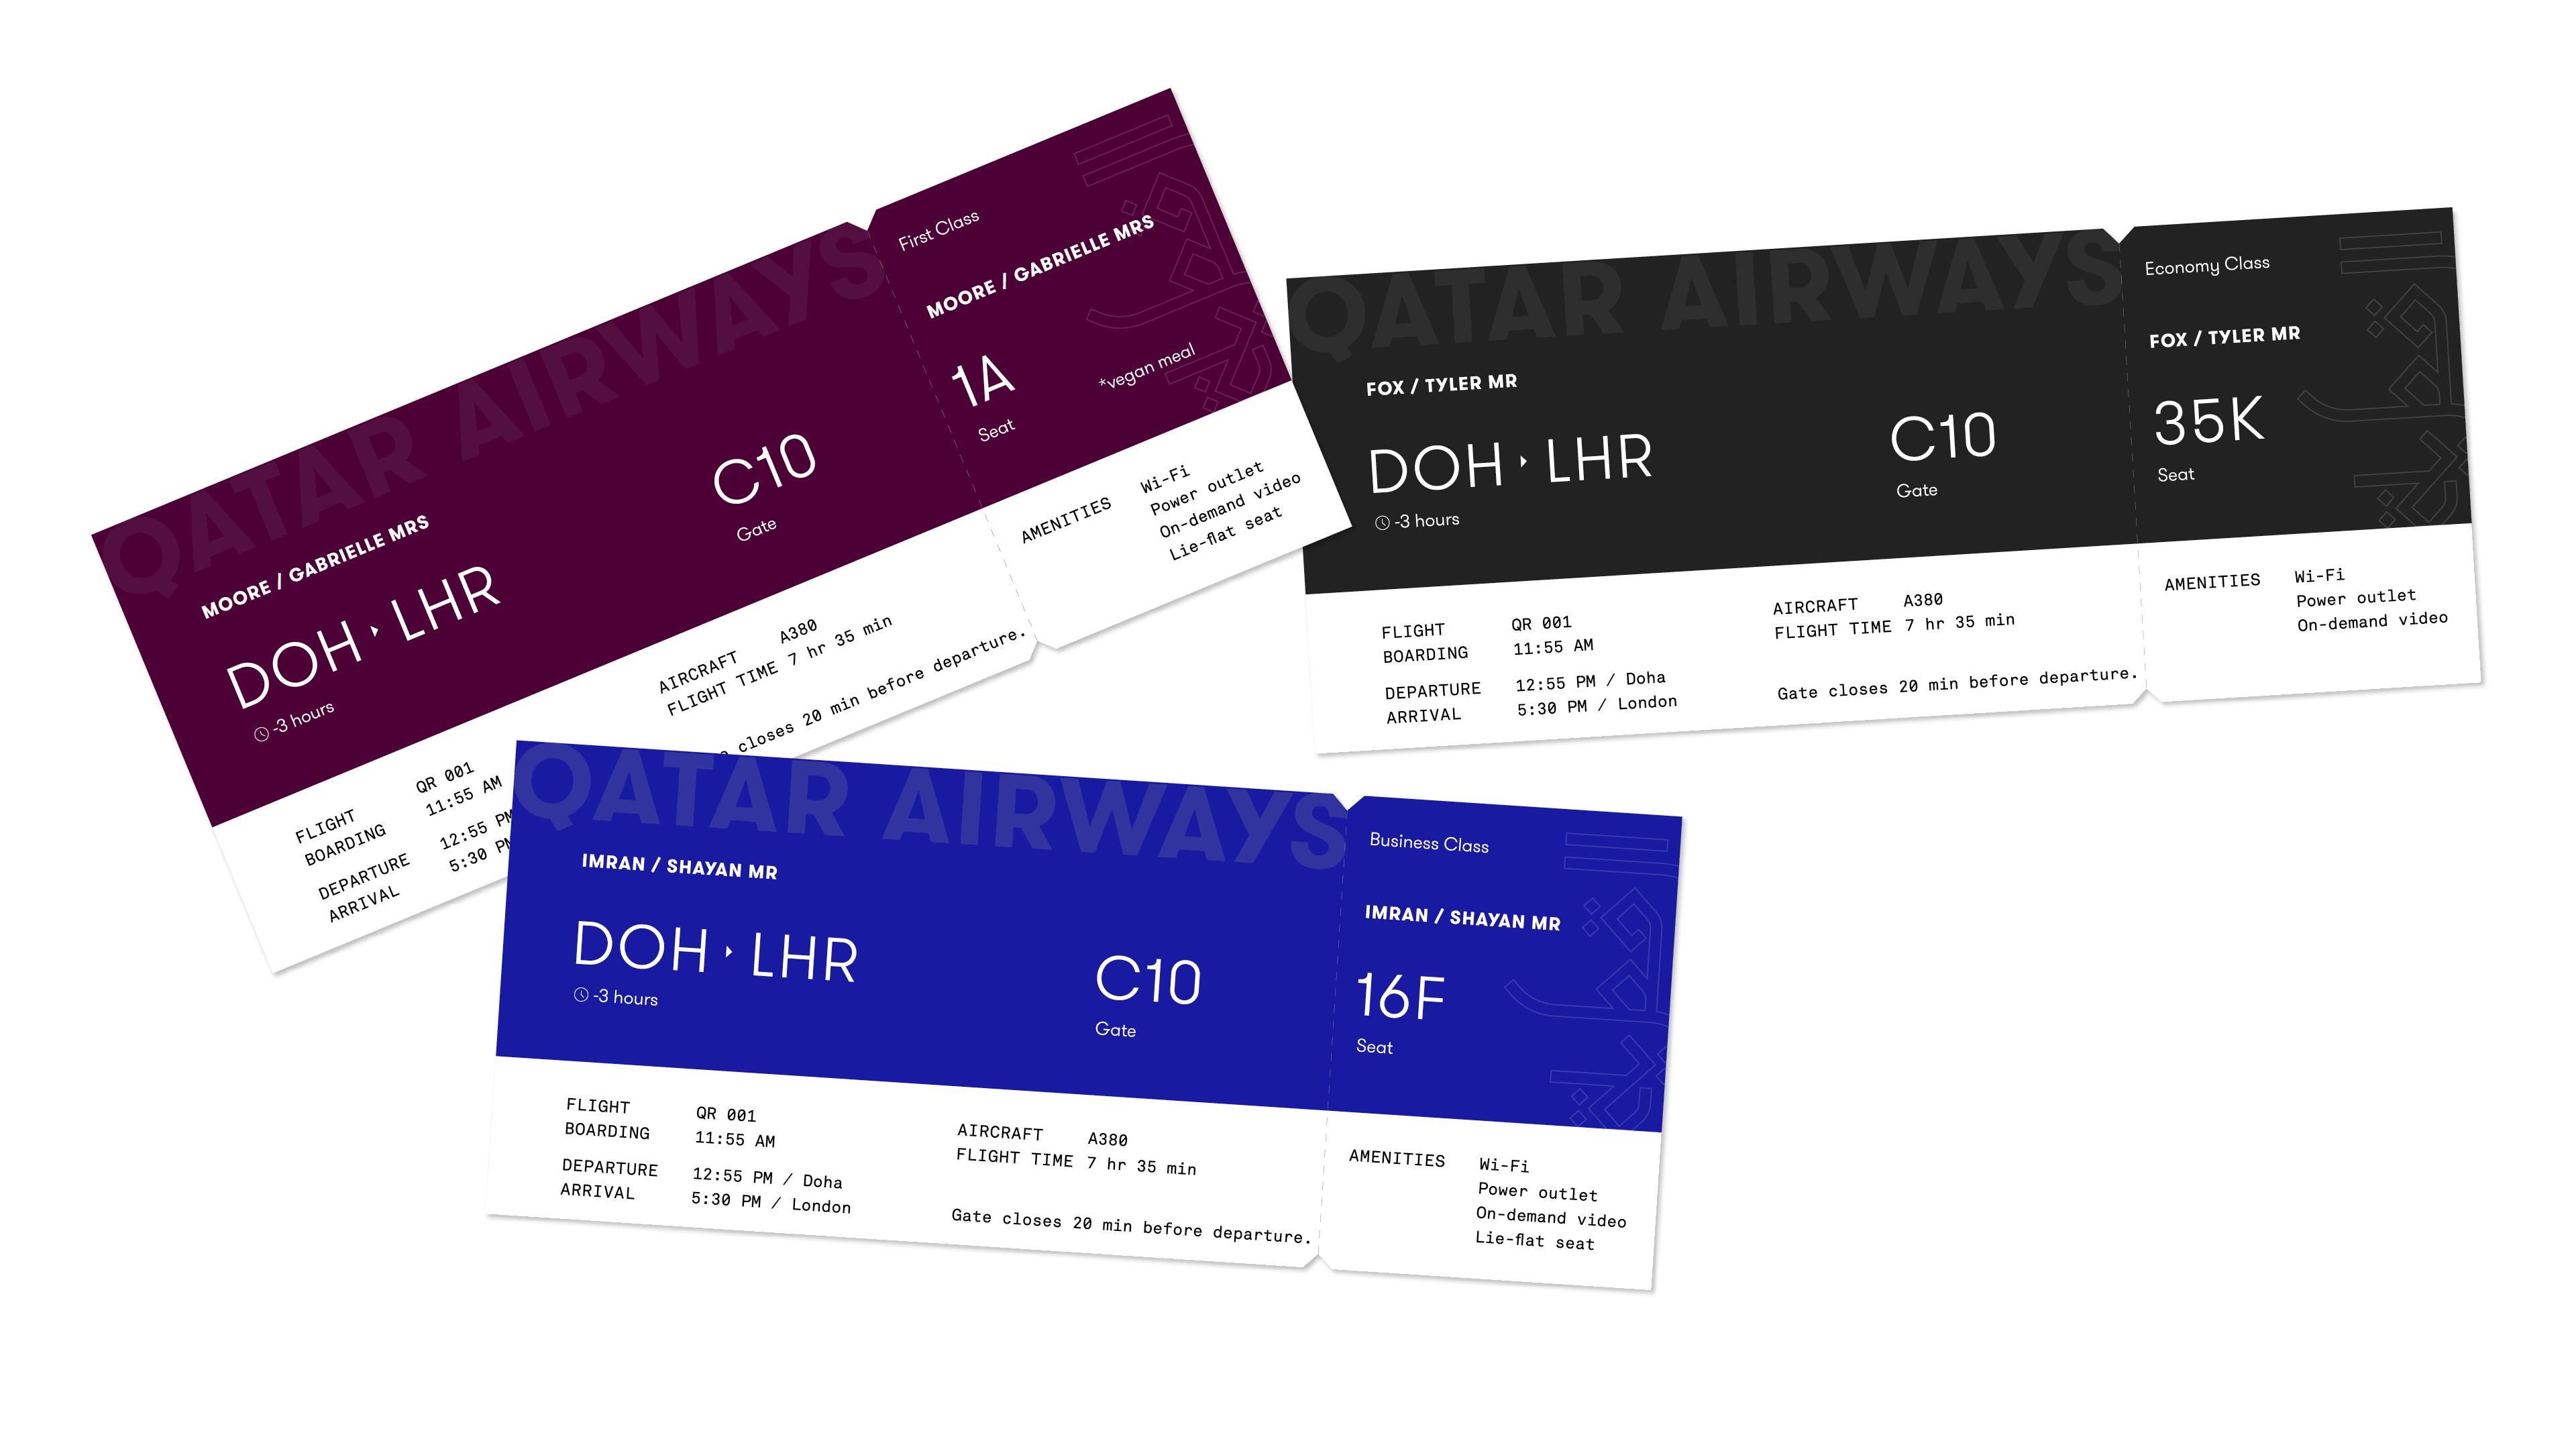 QATAR AIRWAYS
MOORE / GABRIELLE MRS
DOH ▸ LHR
-3 hours
C10
Gate
FLIGHT QR 001
BOARDING 11:55 AM
DEPARTURE 12:55 PM
ARRIVAL 5:30 PM
AIRCRAFT A380
FLIGHT TIME 7 hr 35 min
closes 20 min before departure.
First Class
MOORE / GABRIELLE MRS
1A
Seat
*vegan meal
AMENITIES Wi-Fi
Power outlet
On-demand video
Lie-flat seat
QATAR AIRWAYS
FOX / TYLER MR
DOH ▸ LHR
-3 hours
C10
Gate
FLIGHT QR 001
BOARDING 11:55 AM
DEPARTURE 12:55 PM / Doha
ARRIVAL 5:30 PM / London
AIRCRAFT A380
FLIGHT TIME 7 hr 35 min
Gate closes 20 min before departure.
Economy Class
FOX / TYLER MR
35K
Seat
AMENITIES Wi-Fi
Power outlet
On-demand video
QATAR AIRWAYS
IMRAN / SHAYAN MR
DOH ▸ LHR
-3 hours
C10
Gate
FLIGHT QR 001
BOARDING 11:55 AM
DEPARTURE 12:55 PM / Doha
ARRIVAL 5:30 PM / London
AIRCRAFT A380
FLIGHT TIME 7 hr 35 min
Gate closes 20 min before departure.
Business Class
IMRAN / SHAYAN MR
16F
Seat
AMENITIES Wi-Fi
Power outlet
On-demand video
Lie-flat seat